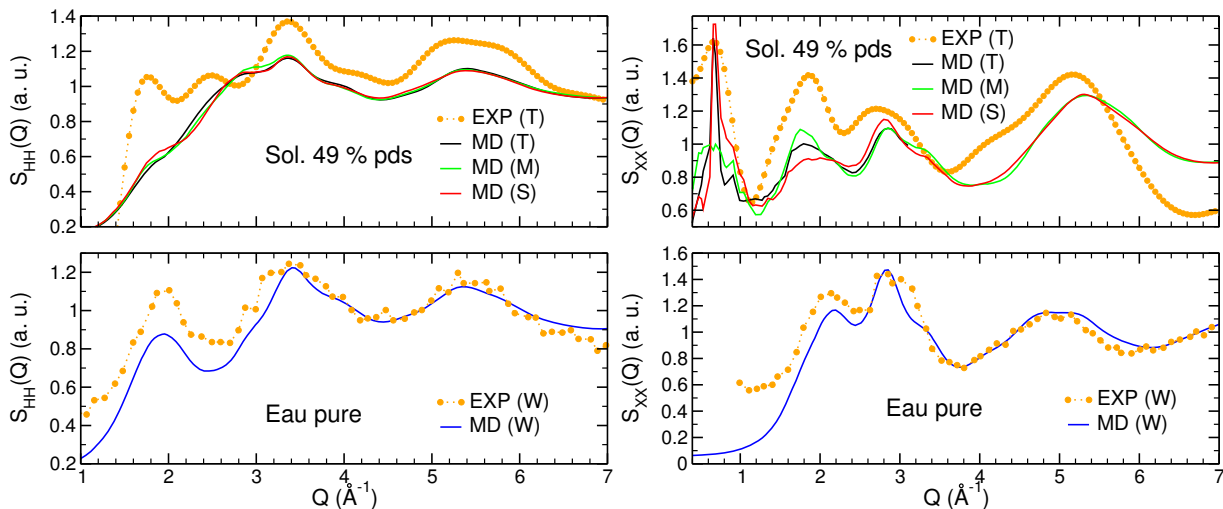 1.4
1.2
1
0.8
0.6
0.4
0.2
S_HH(Q) (a. u.)
Sol. 49 % pds
EXP (T)
MD (T)
MD (M)
MD (S)
1.6
1.4
1.2
1
0.8
0.6
S_XX(Q) (a. u.)
Sol. 49 % pds
EXP (T)
MD (T)
MD (M)
MD (S)
1.2
1
0.8
0.6
0.4
0.2
S_HH(Q) (a. u.)
Eau pure
EXP (W)
MD (W)
1 2 3 4 5 6 7
Q (Å⁻¹)
1.6
1.4
1.2
1
0.8
0.6
0.4
0.2
0
S_XX(Q) (a. u.)
Eau pure
EXP (W)
MD (W)
1 2 3 4 5 6 7
Q (Å⁻¹)